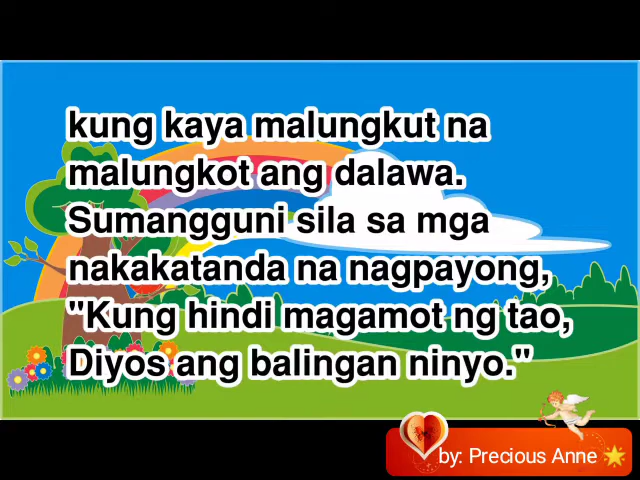 kung kaya malungkut na
malungkot ang dalawa.
Sumangguni sila sa mga
nakakatanda na nagpayong,
"Kung hindi magamot ng tao,
Diyos ang balingan ninyo."
by: Precious Anne 🌟